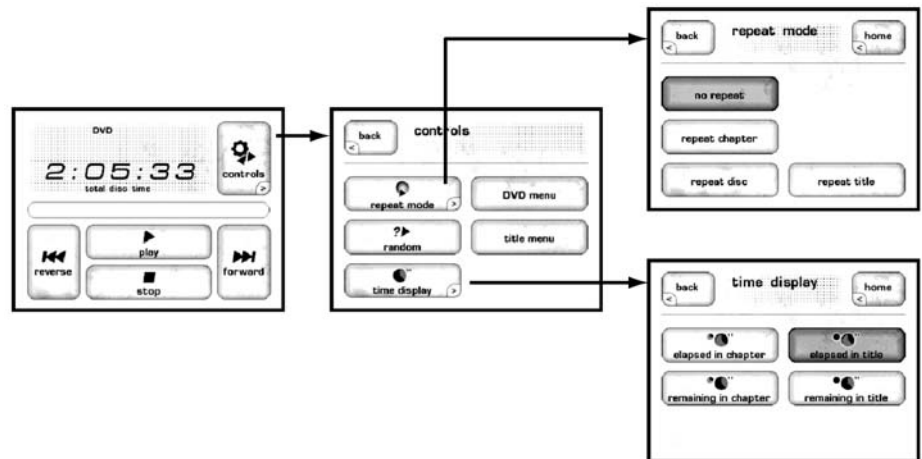 DVD
2:05:33
total disc time
controls
>
reverse
play
stop
forward
back
<
controls
repeat mode
>
DVD menu
?
random
title menu
time display
>
back
<
repeat mode
home
<
no repeat
repeat chapter
repeat disc
repeat title
back
<
time display
home
<
elapsed in chapter
elapsed in title
remaining in chapter
remaining in title